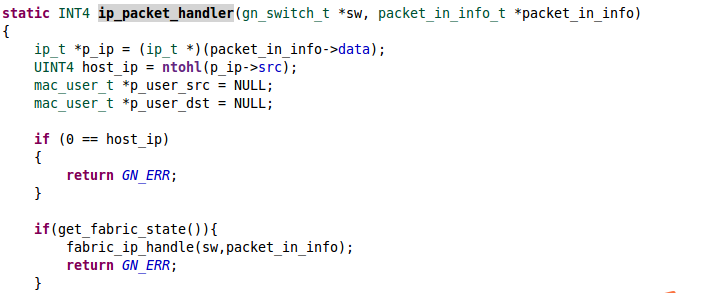 static INT4 ip_packet_handler(gn_switch_t *sw, packet_in_info_t *packet_in_info)
{
    ip_t *p_ip = (ip_t *)(packet_in_info->data);
    UINT4 host_ip = ntohl(p_ip->src);
    mac_user_t *p_user_src = NULL;
    mac_user_t *p_user_dst = NULL;

    if (0 == host_ip)
    {
        return GN_ERR;
    }

    if(get_fabric_state()){
        fabric_ip_handle(sw,packet_in_info);
        return GN_ERR;
    }